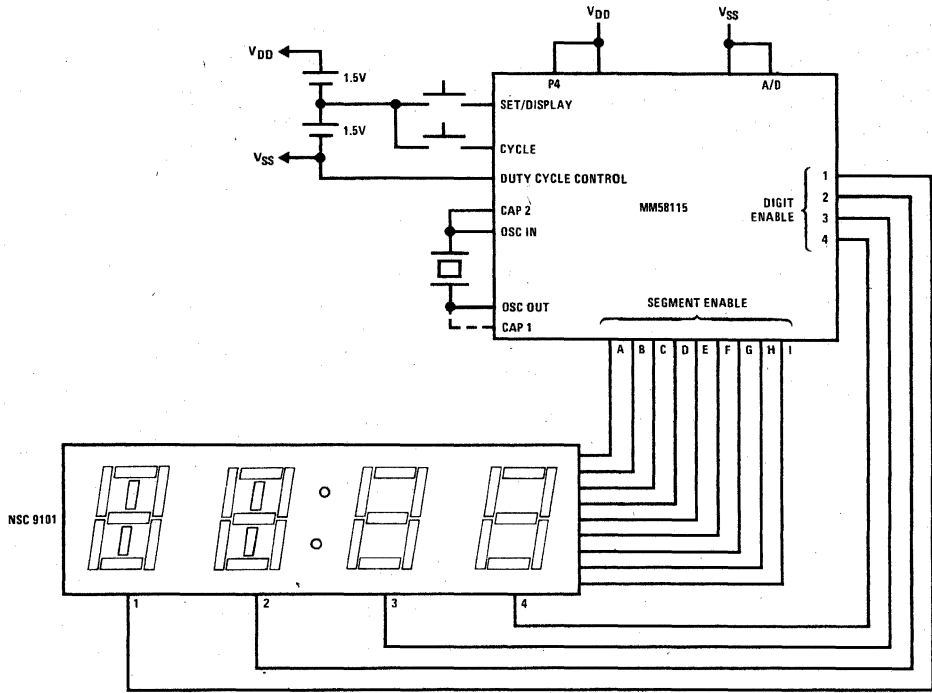 VDD
VSS
VDD
1.5V
P4
A/D
SET/DISPLAY
1.5V
CYCLE
VSS
DUTY CYCLE CONTROL
1
CAP 2
MM58115
DIGIT
ENABLE
2
OSC IN
3
4
OSC OUT
SEGMENT ENABLE
CAP 1
A B C D E F G H I
NSC 9101
1 2 3 4